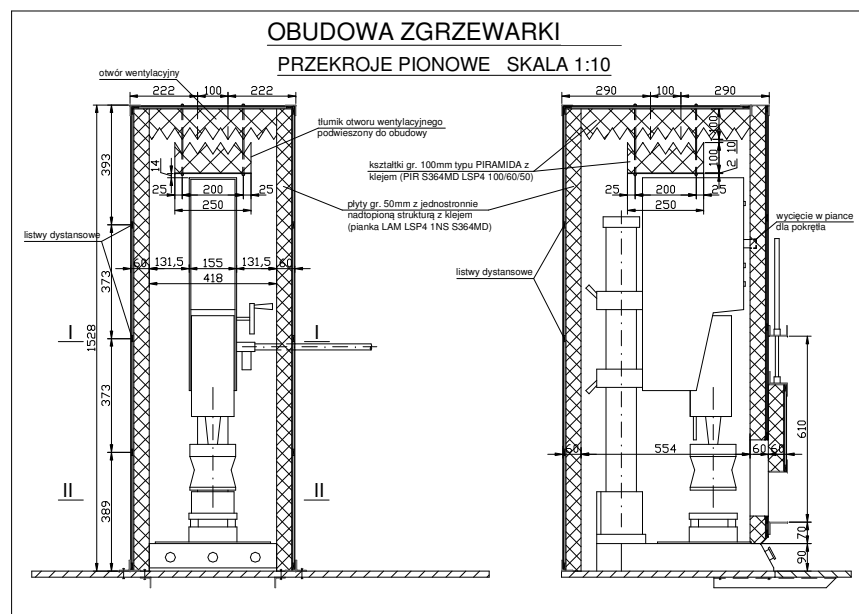 OBUDOWA ZGRZEWARKI
PRZEKROJE PIONOWE SKALA 1:10
otwór wentylacyjny
222 100 222
290 100 290
tłumik otworu wentylacyjnego
podwieszony do obudowy
kształtki gr. 100mm typu PIRAMIDA z
klejem (PIR S364MD LSP4 100/60/50)
płyty gr. 50mm z jednostronnie
nadtopioną strukturą z klejem
(pianka LAM LSP4 1NS S364MD)
wycięcie w piance
dla pokrętła
listwy dystansowe
listwy dystansowe
393
14
25 200 25
250
100
10
100
2
25 200 25
250
60 131,5 155 131,5 60
418
373
1528
I I
373
610
60 554 60 60
II II
389
70
90